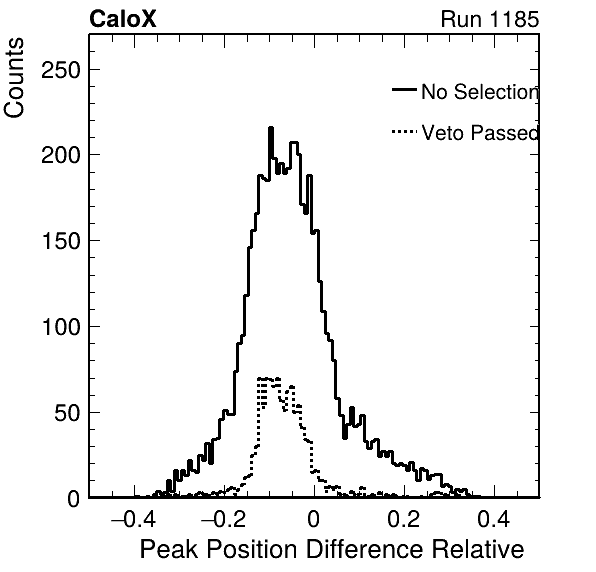 CaloX Run 1185
Counts
250
200
150
100
50
0
No Selection
Veto Passed
−0.4 −0.2 0 0.2 0.4
Peak Position Difference Relative